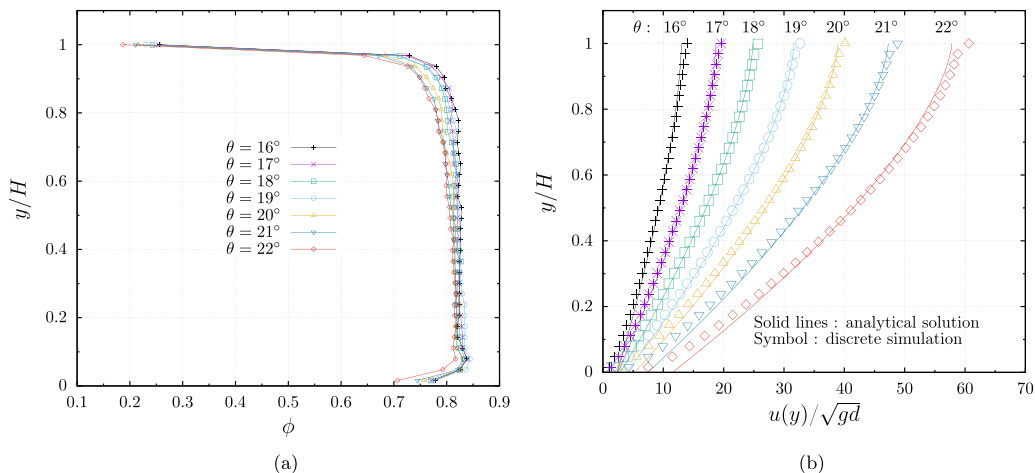 1
0.8
0.6
0.4
0.2
0
0.1 0.2 0.3 0.4 0.5 0.6 0.7 0.8 0.9
y/H
ϕ
θ = 16°
θ = 17°
θ = 18°
θ = 19°
θ = 20°
θ = 21°
θ = 22°
(a)
θ : 16° 17° 18° 19° 20° 21° 22°
1
0.8
0.6
0.4
0.2
0
0 10 20 30 40 50 60 70
y/H
u(y)/√gd
Solid lines : analytical solution
Symbol : discrete simulation
(b)